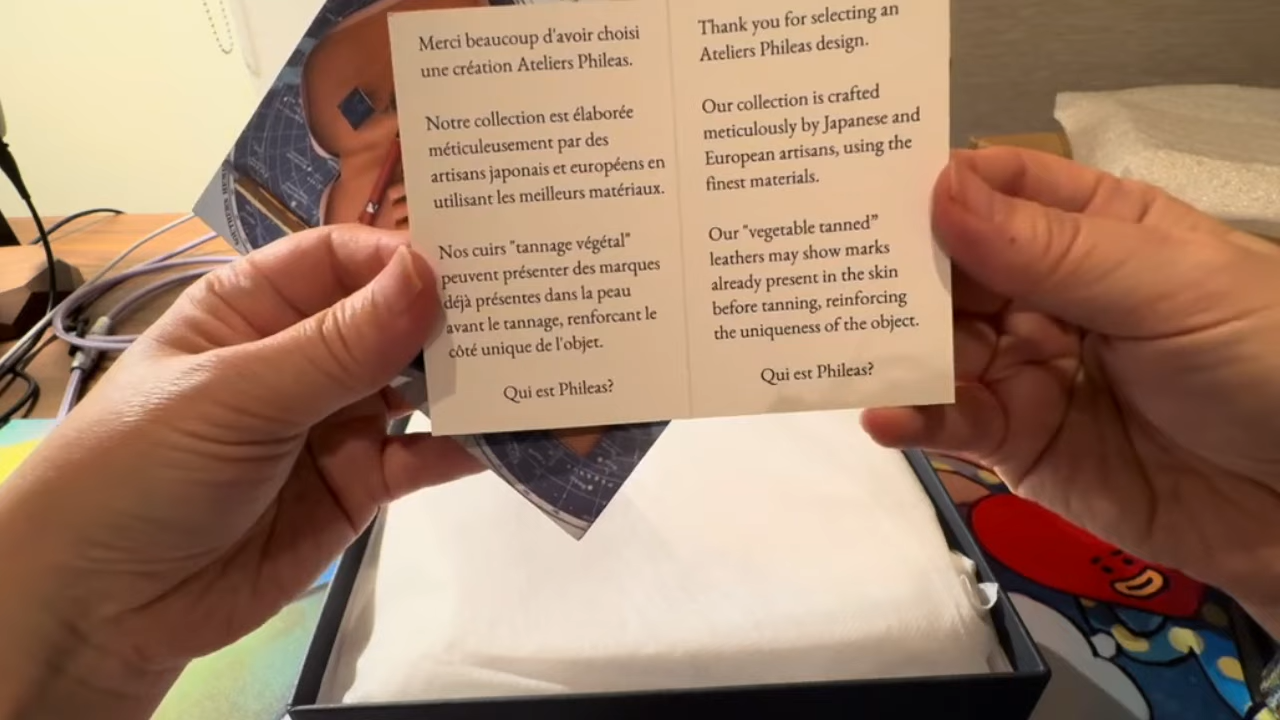 Merci beaucoup d'avoir choisi
une création Ateliers Phileas.
Notre collection est élaborée
méticuleusement par des
artisans japonais et européens en
utilisant les meilleurs matériaux.
Nos cuirs "tannage végétal"
peuvent présenter des marques
déjà présentes dans la peau
avant le tannage, renforçant le
côté unique de l'objet.
Qui est Phileas?
Thank you for selecting an
Ateliers Phileas design.
Our collection is crafted
meticulously by Japanese and
European artisans, using the
finest materials.
Our "vegetable tanned”
leathers may show marks
already present in the skin
before tanning, reinforcing
the uniqueness of the object.
Qui est Phileas?